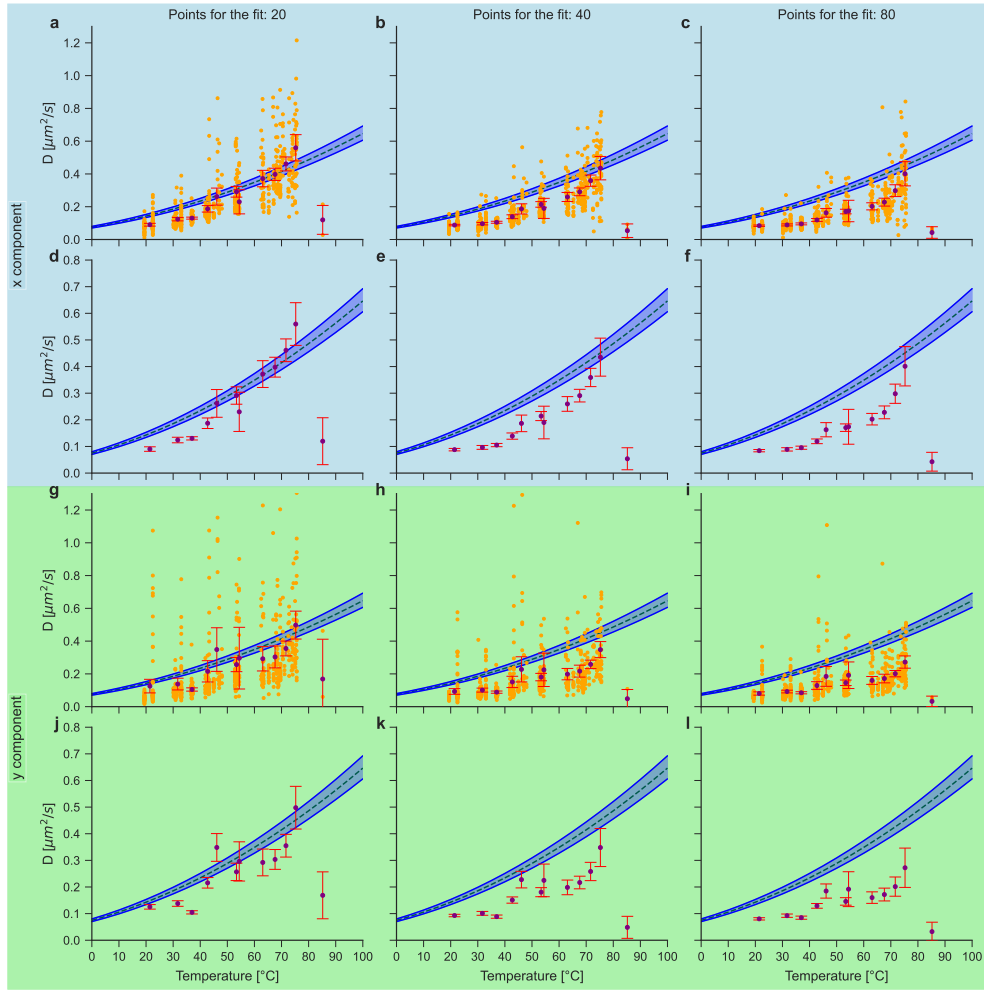 Points for the fit: 20
Points for the fit: 40
Points for the fit: 80
a
b
c
1.2
1.0
0.8
0.6
0.4
0.2
0.0
D [μm²/s]
x component
d
e
f
0.8
0.7
0.6
0.5
0.4
0.3
0.2
0.1
0.0
D [μm²/s]
g
h
i
1.2
1.0
0.8
0.6
0.4
0.2
0.0
D [μm²/s]
y component
j
k
l
0.8
0.7
0.6
0.5
0.4
0.3
0.2
0.1
0.0
D [μm²/s]
0 10 20 30 40 50 60 70 80 90 100
0 10 20 30 40 50 60 70 80 90 100
0 10 20 30 40 50 60 70 80 90 100
Temperature [°C]
Temperature [°C]
Temperature [°C]